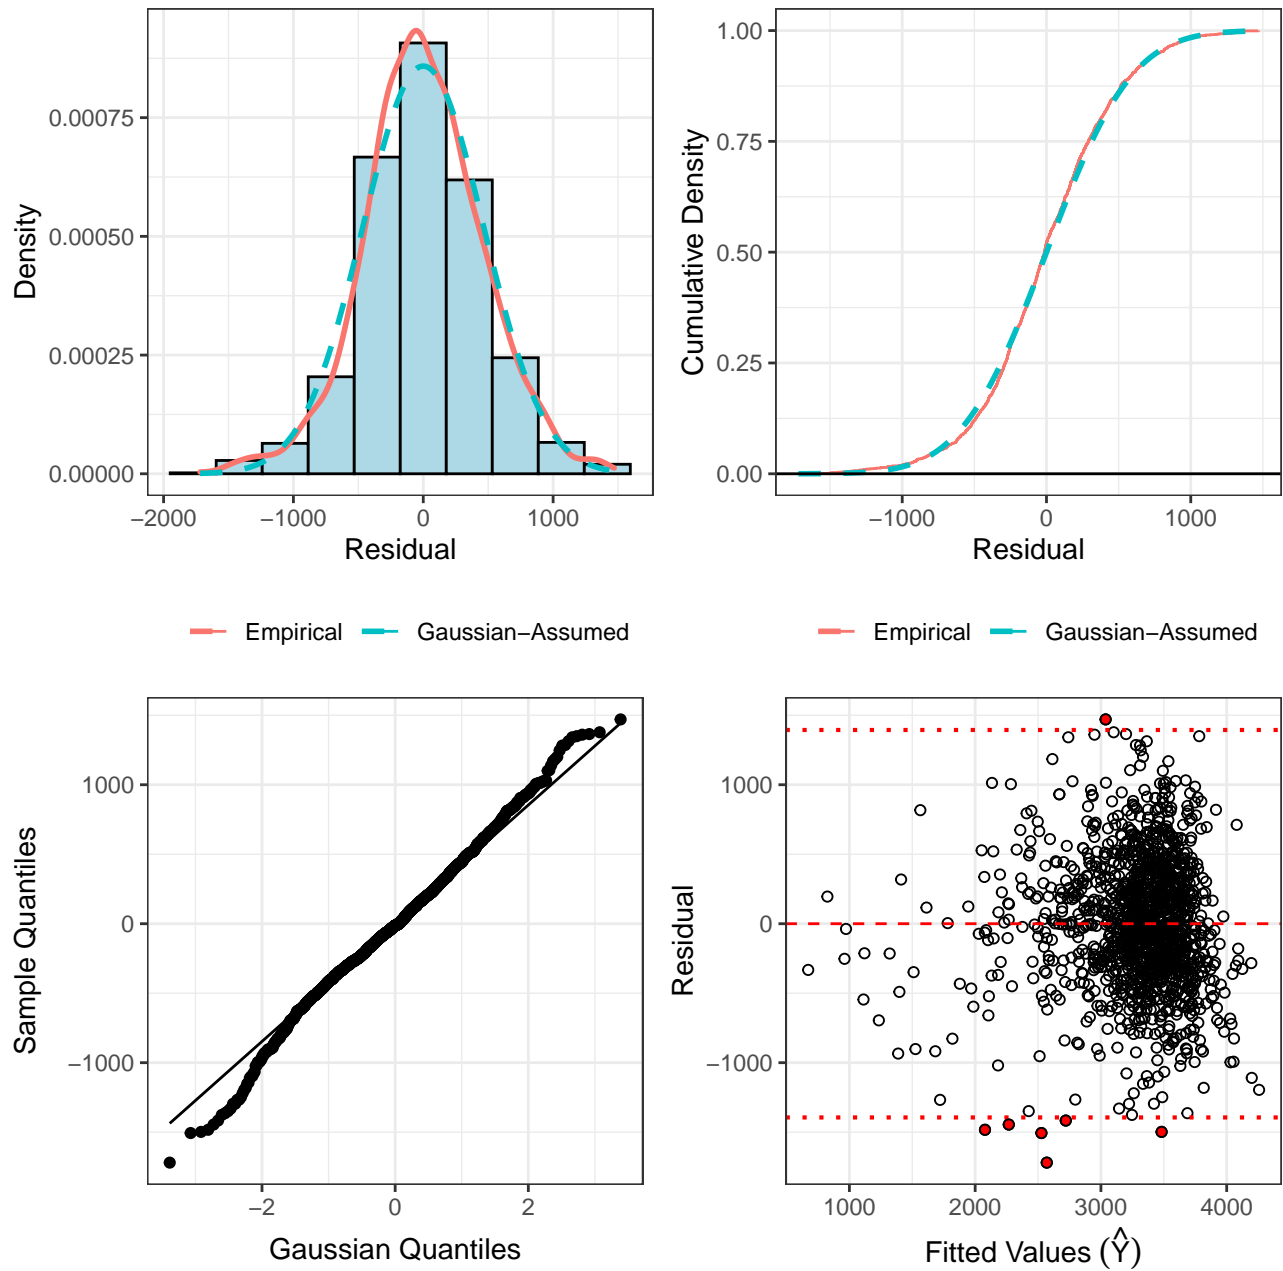 Density
0.00075
0.00050
0.00025
0.00000
−2000 −1000 0 1000
Residual
Cumulative Density
1.00
0.75
0.50
0.25
0.00
−1000 0 1000
Residual
Empirical Gaussian−Assumed
Empirical Gaussian−Assumed
Sample Quantiles
1000
0
−1000
−2 0 2
Gaussian Quantiles
Residual
1000
0
−1000
1000 2000 3000 4000
Fitted Values (Ŷ)